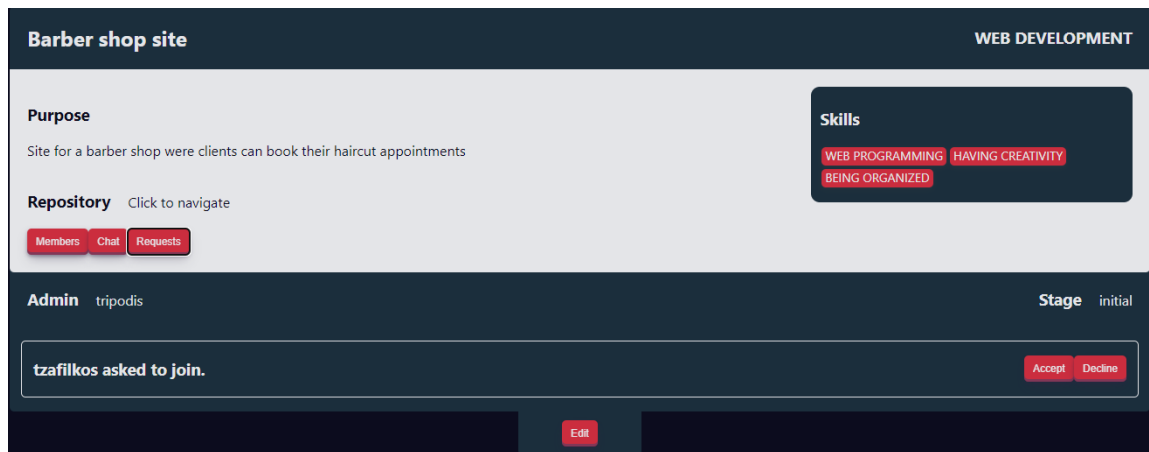 Barber shop site
WEB DEVELOPMENT
Purpose
Site for a barber shop were clients can book their haircut appointments
Repository Click to navigate
Members Chat Requests
Skills
WEB PROGRAMMING HAVING CREATIVITY
BEING ORGANIZED
Admin tripodis
Stage initial
tzafilkos asked to join.
Accept Decline
Edit